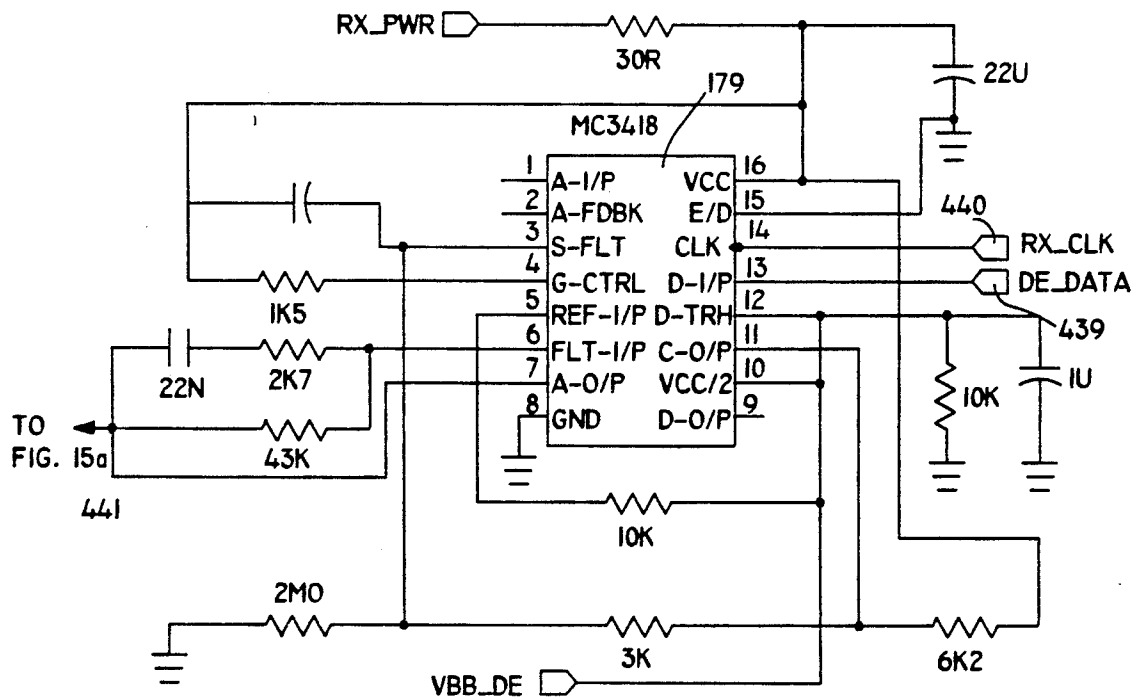 RX_PWR
30R
22U
179
MC3418
1 A-I/P VCC 16
2 A-FDBK E/D 15
3 S-FLT CLK 14
4 G-CTRL D-I/P 13
5 REF-I/P D-TRH 12
6 FLT-I/P C-O/P 11
7 A-O/P VCC/2 10
8 GND D-O/P 9
440
RX_CLK
DE_DATA
439
1K5
22N
2K7
43K
TO
FIG. 15a
441
10K
1U
10K
2M0
3K
6K2
VBB_DE